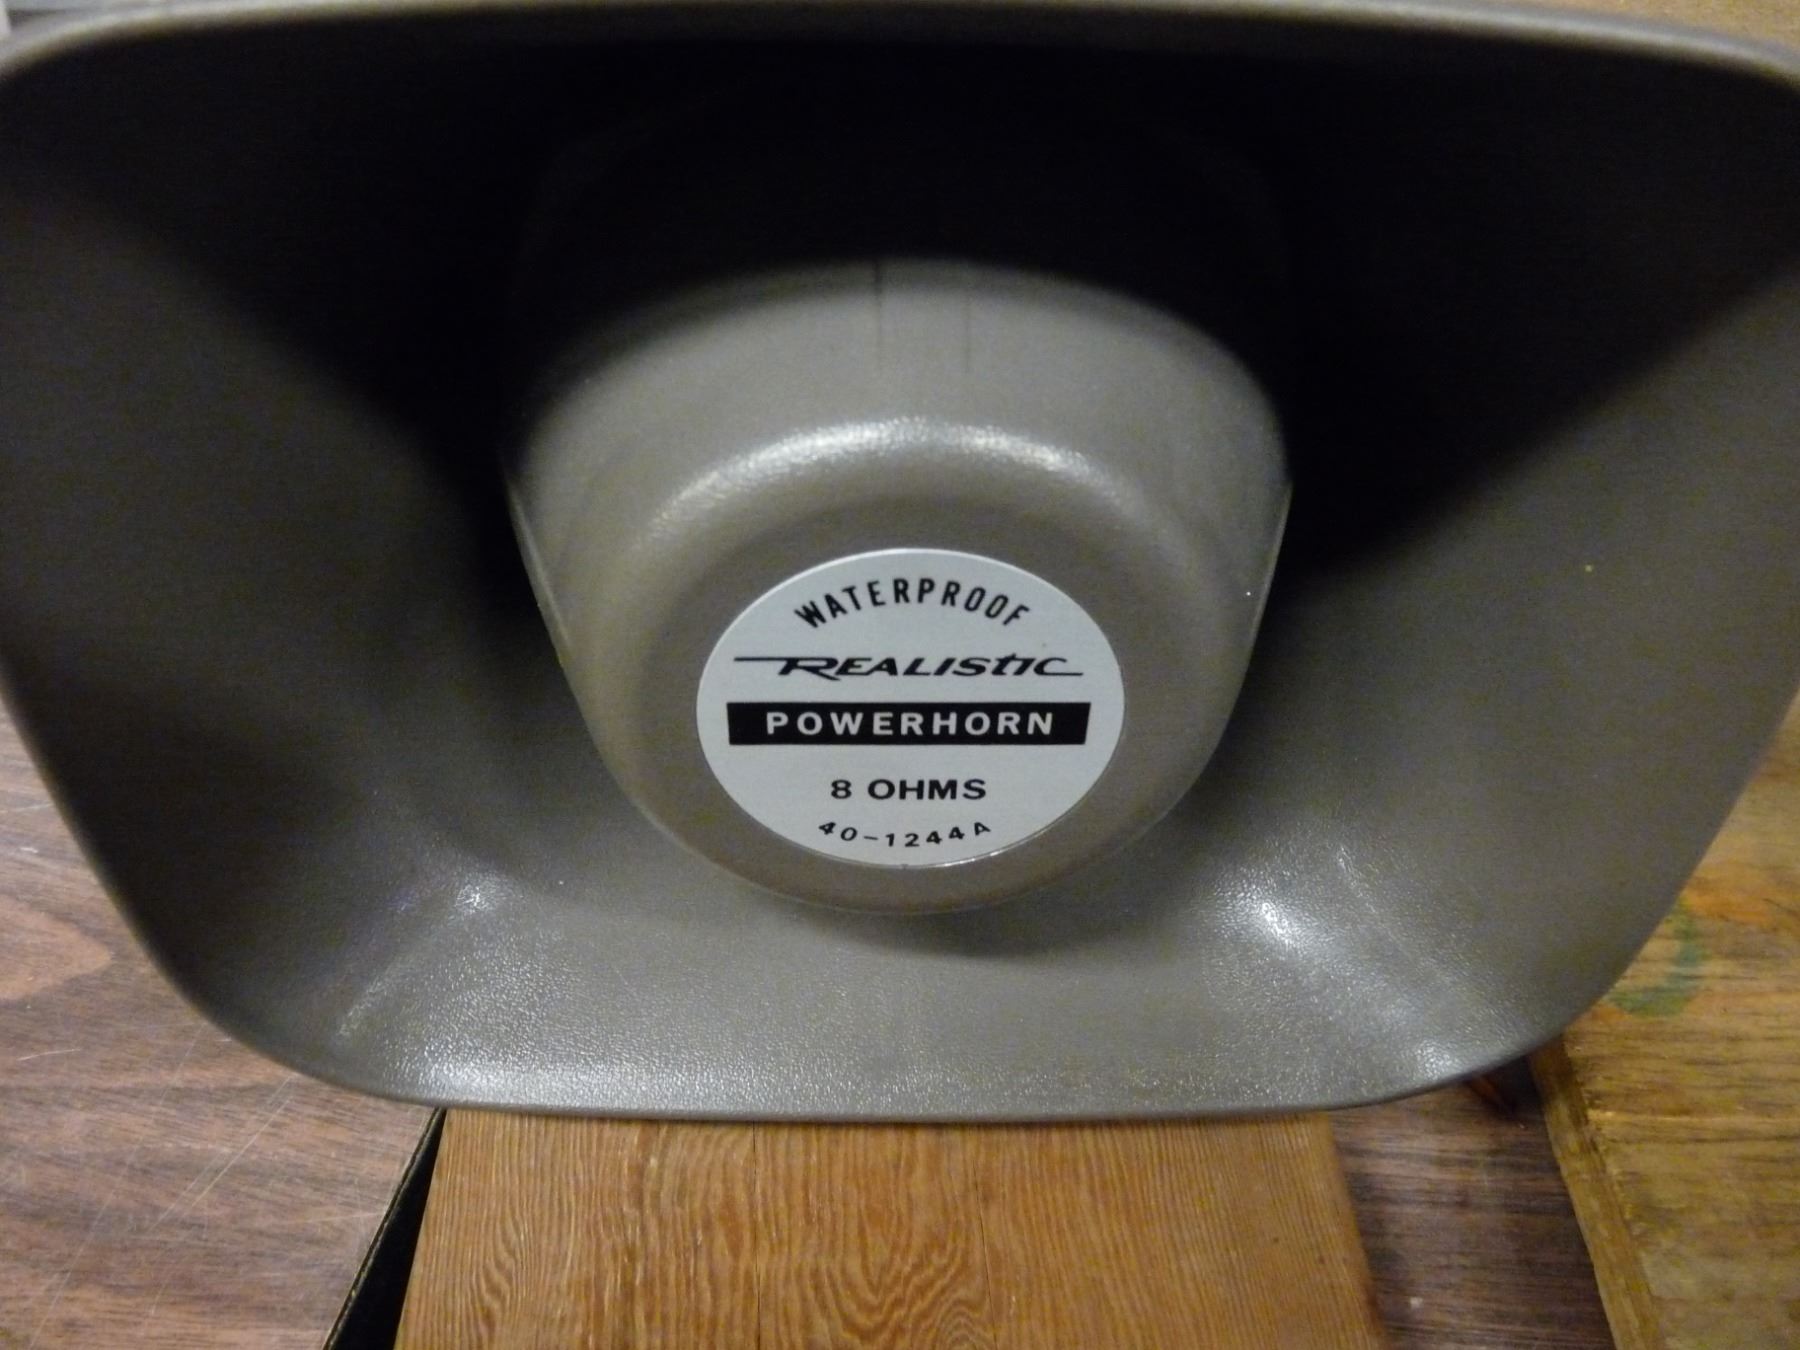 WATERPROOF
REALISTIC
POWERHORN
8 OHMS
40-1244A